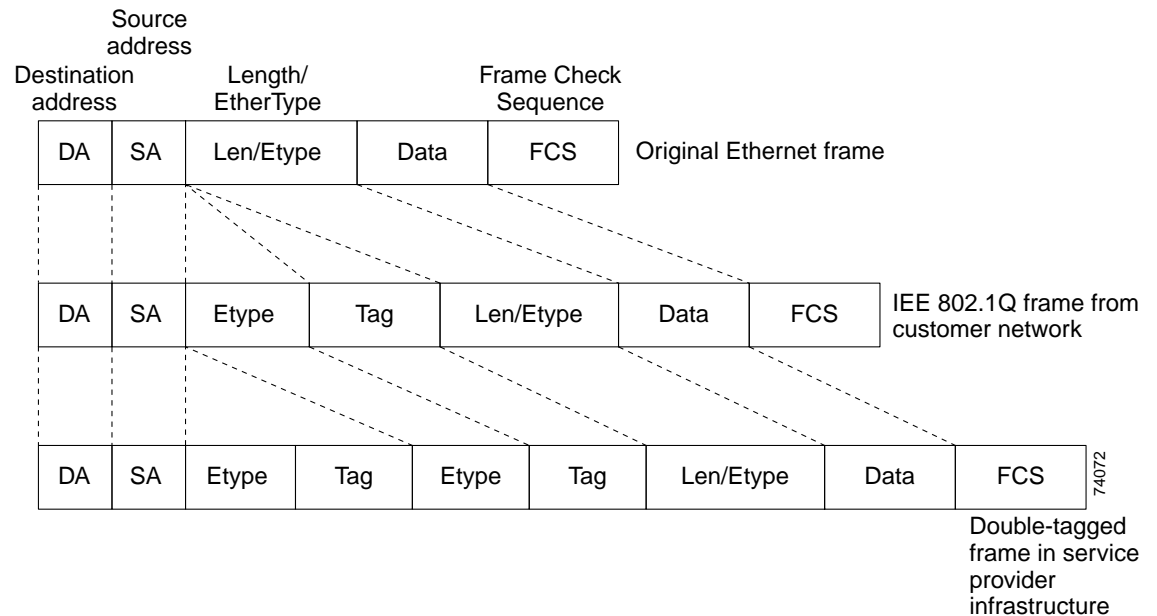 Source
address
Destination
address
Length/
EtherType
Frame Check
Sequence
DA SA Len/Etype Data FCS Original Ethernet frame
DA SA Etype Tag Len/Etype Data FCS IEE 802.1Q frame from
customer network
DA SA Etype Tag Etype Tag Len/Etype Data FCS 74072
Double-tagged
frame in service
provider
infrastructure